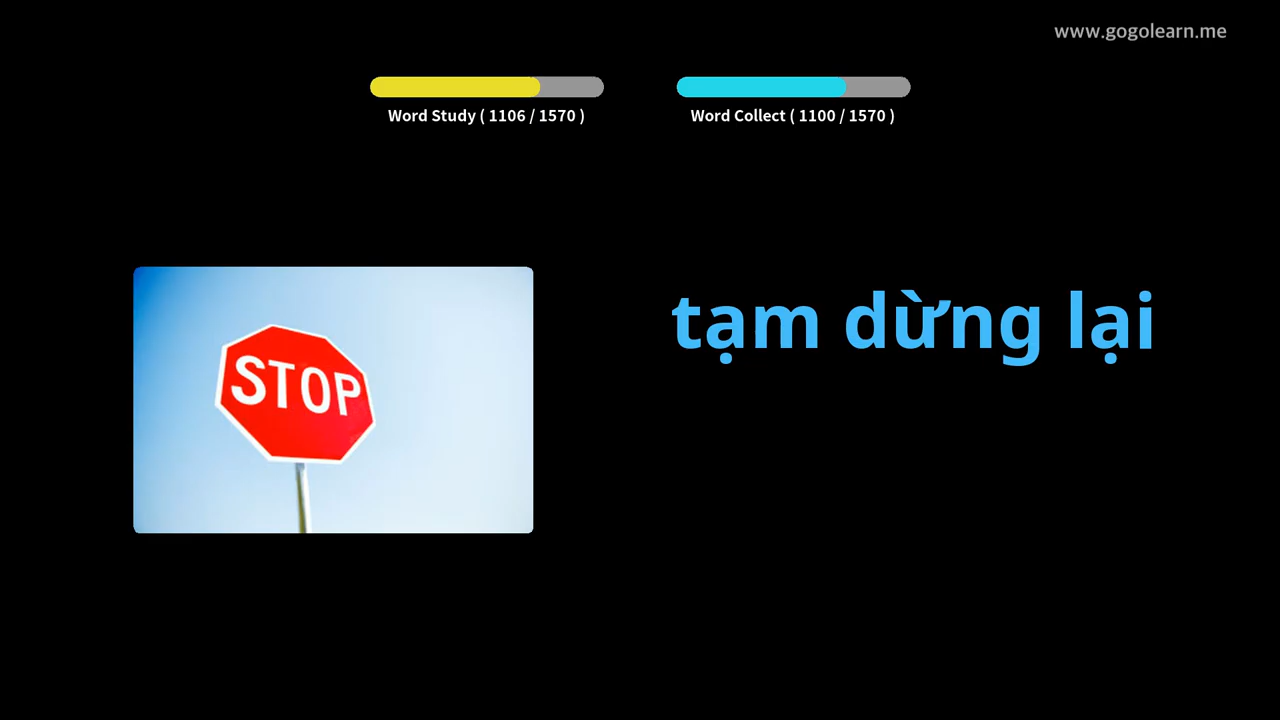 www.gogolearn.me
Word Study ( 1106 / 1570 )
Word Collect ( 1100 / 1570 )
STOP
tạm dừng lại